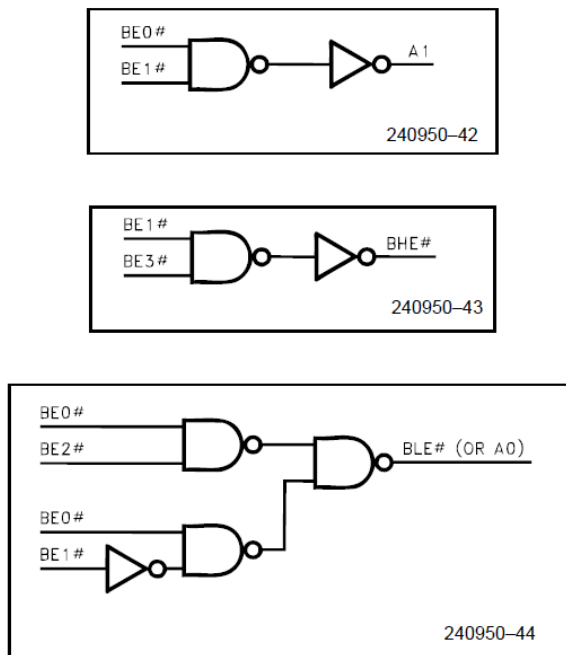 BE0#
BE1#
A1
240950–42
BE1#
BE3#
BHE#
240950–43
BE0#
BE2#
BLE# (OR A0)
BE0#
BE1#
240950–44